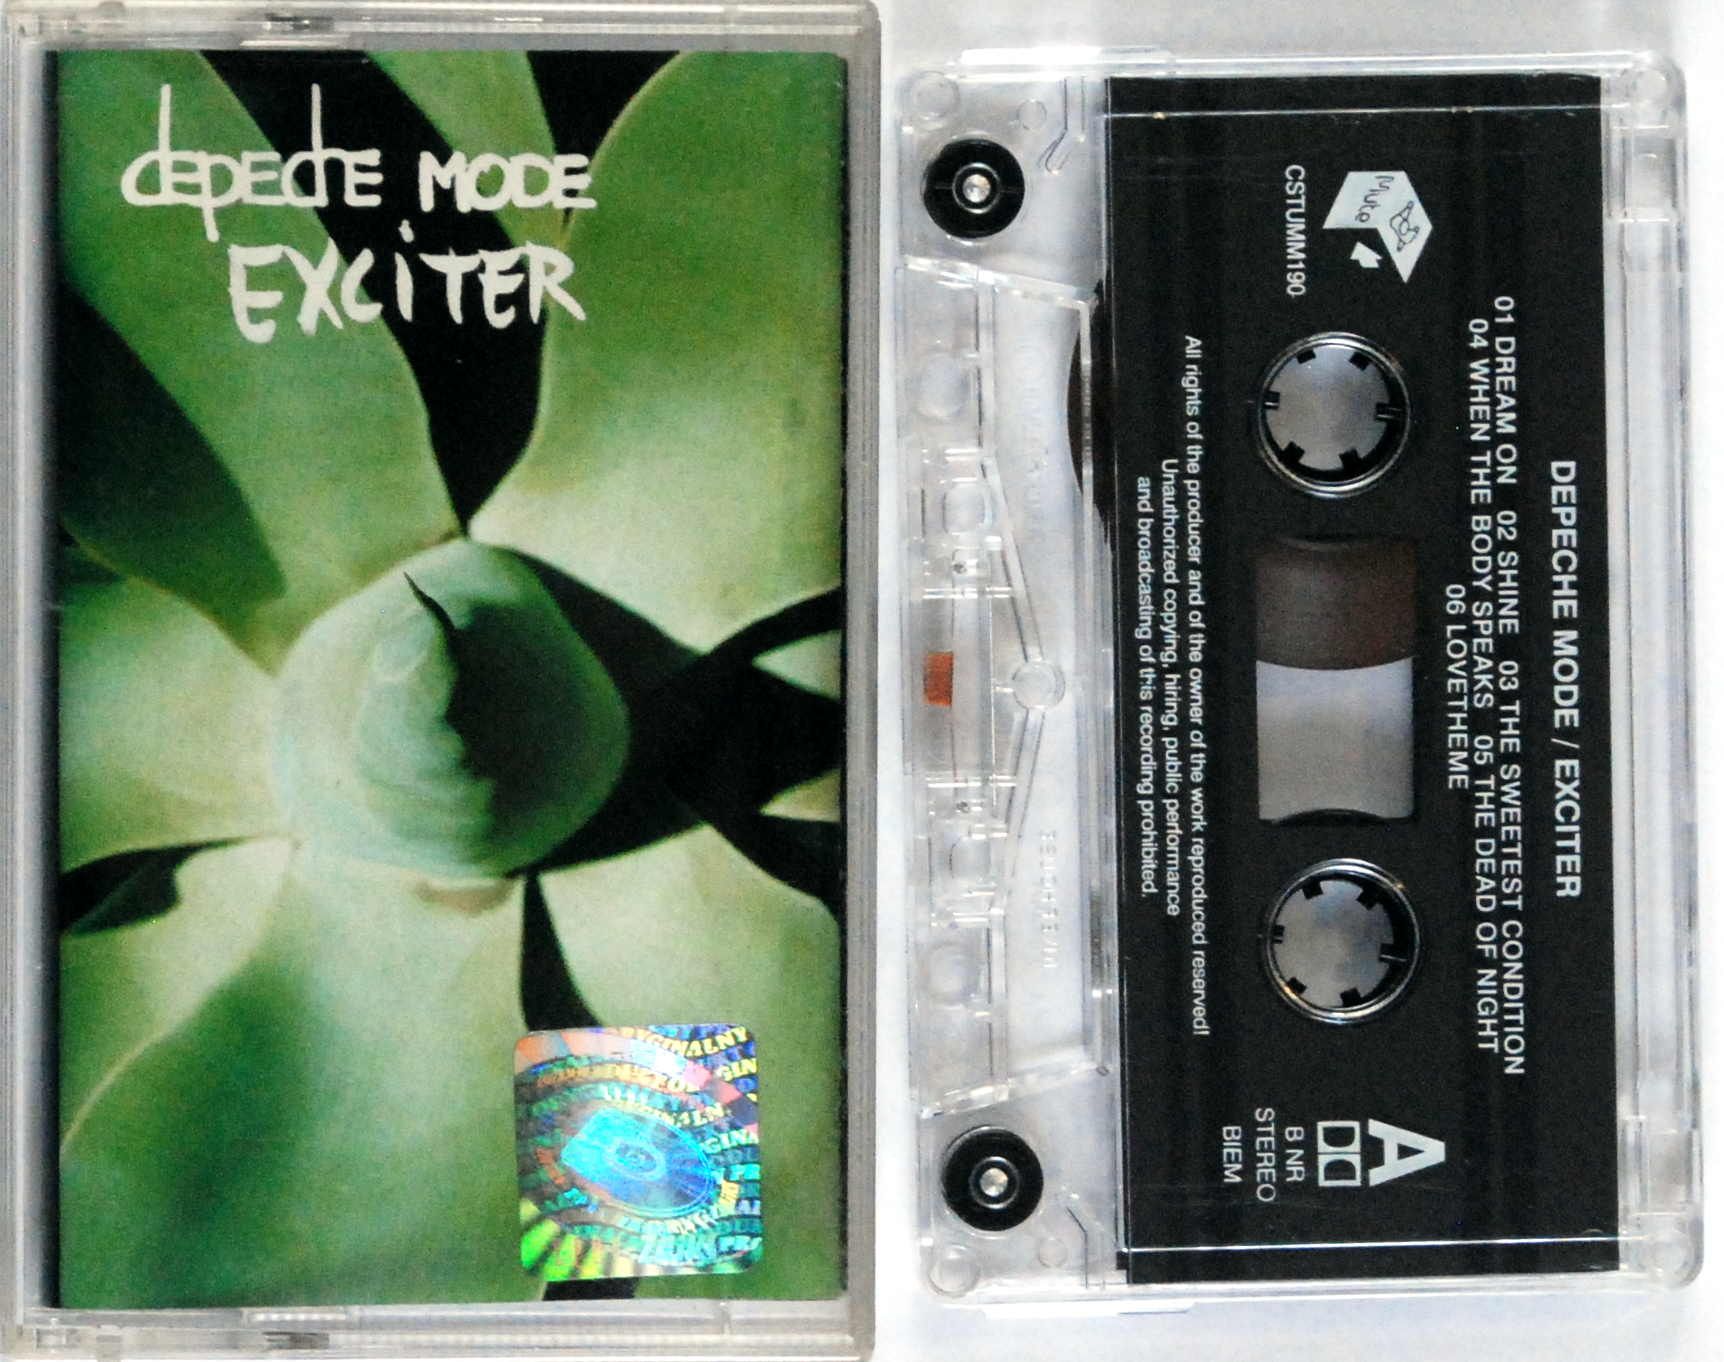 depeche MODE
EXCiTER
ORYGINALNY
Mute
CSTUMM190
DEPECHE MODE / EXCITER
01 DREAM ON 02 SHINE 03 THE SWEETEST CONDITION
04 WHEN THE BODY SPEAKS 05 THE DEAD OF NIGHT
06 LOVETHEME
All rights of the producer and of the owner of the work reproduced reserved!
Unauthorized copying, hiring, public performance
and broadcasting of this recording prohibited.
A
B NR
STEREO
BIEM